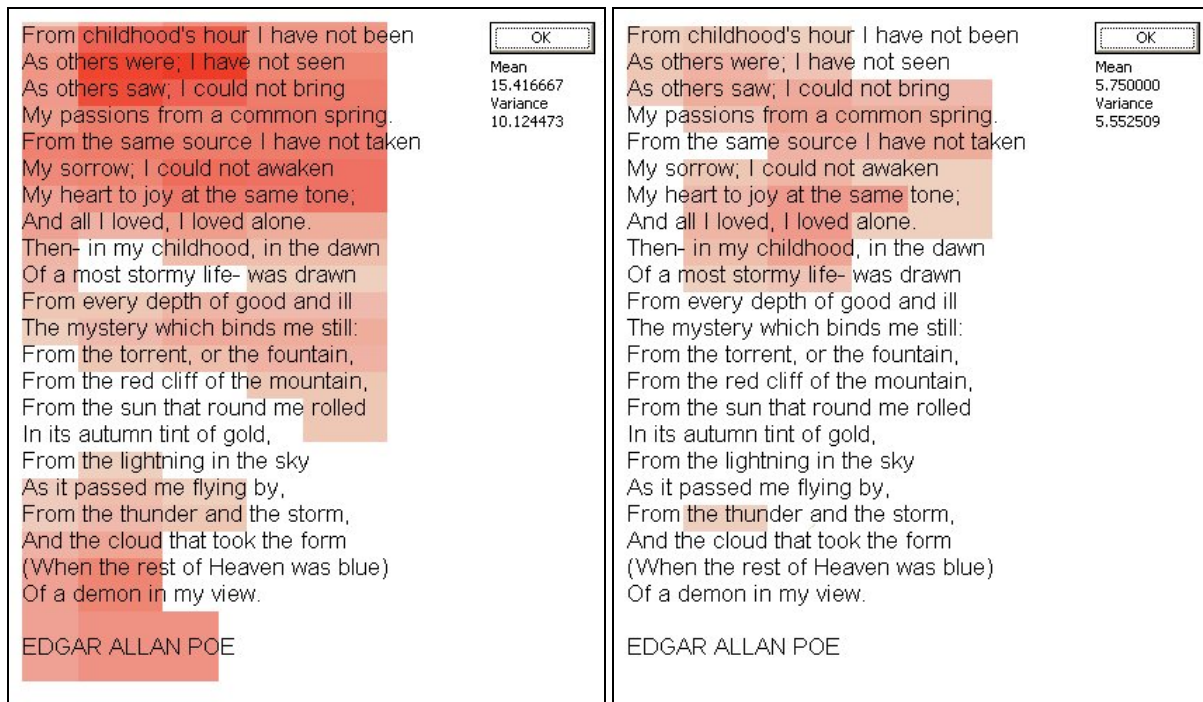 From childhood's hour I have not been
As others were; I have not seen
As others saw; I could not bring
My passions from a common spring.
From the same source I have not taken
My sorrow; I could not awaken
My heart to joy at the same tone;
And all I loved, I loved alone.
Then- in my childhood, in the dawn
Of a most stormy life- was drawn
From every depth of good and ill
The mystery which binds me still:
From the torrent, or the fountain,
From the red cliff of the mountain,
From the sun that round me rolled
In its autumn tint of gold,
From the lightning in the sky
As it passed me flying by,
From the thunder and the storm,
And the cloud that took the form
(When the rest of Heaven was blue)
Of a demon in my view.
EDGAR ALLAN POE
OK
Mean
15.416667
Variance
10.124473
From childhood's hour I have not been
As others were; I have not seen
As others saw; I could not bring
My passions from a common spring.
From the same source I have not taken
My sorrow; I could not awaken
My heart to joy at the same tone;
And all I loved, I loved alone.
Then- in my childhood, in the dawn
Of a most stormy life- was drawn
From every depth of good and ill
The mystery which binds me still:
From the torrent, or the fountain,
From the red cliff of the mountain,
From the sun that round me rolled
In its autumn tint of gold,
From the lightning in the sky
As it passed me flying by,
From the thunder and the storm,
And the cloud that took the form
(When the rest of Heaven was blue)
Of a demon in my view.
EDGAR ALLAN POE
OK
Mean
5.750000
Variance
5.552509